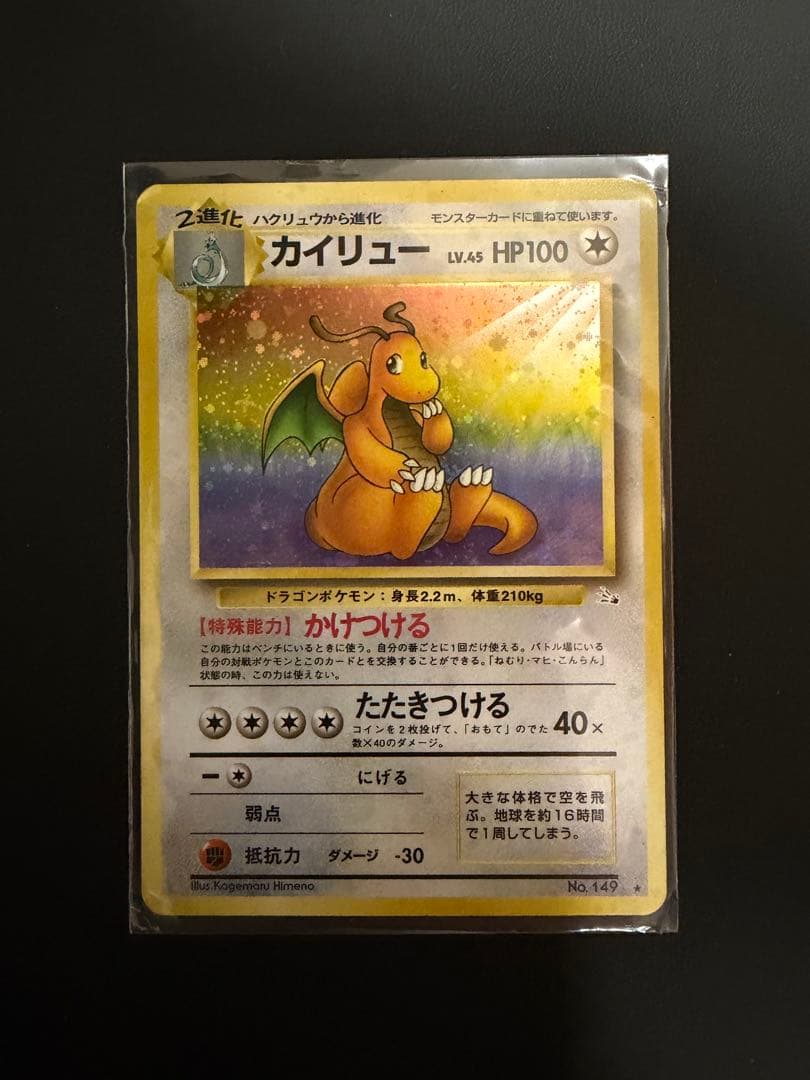 2進化 ハクリュウから進化 モンスターカードに重ねて使います。
カイリュー LV.45 HP100
ドラゴンポケモン：身長2.2m、体重210kg
【特殊能力】かけつける
この能力はベンチにいるときに使う。自分の番ごとに1回だけ使える。バトル場にいる
自分の対戦ポケモンとこのカードとを交換することができる。「ねむり・マヒ・こんらん」
状態の時、この力は使えない。
たたきつける
コインを2枚投げて、「おもて」のでた
数×40のダメージ。
40×
にげる
弱点
抵抗力 ダメージ -30
大きな体格で空を飛
ぶ。地球を約16時間
で1周してしまう。
Illus.Kagemaru Himeno
No.149 ★